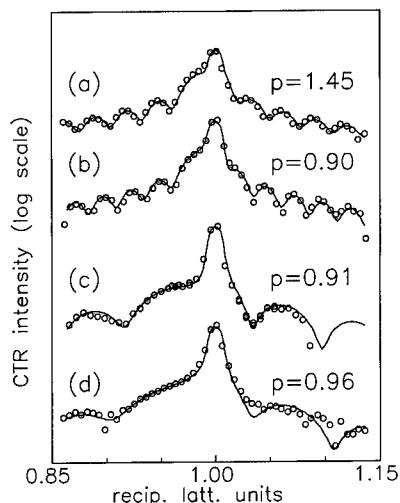 CTR intensity (log scale)
(a) p=1.45
(b) p=0.90
(c) p=0.91
(d) p=0.96
0.85 1.00 1.15
recip. latt. units